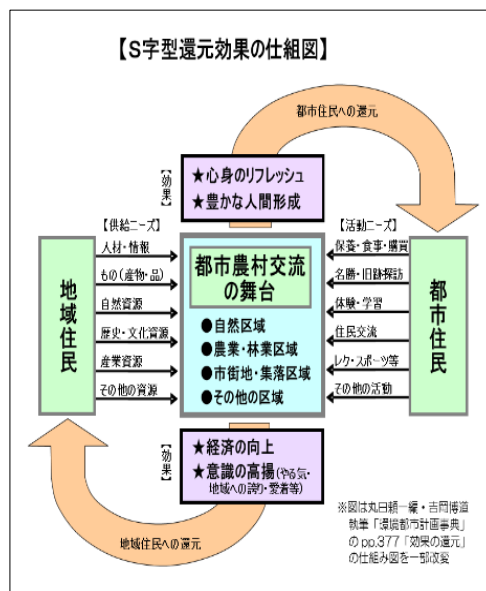 【S字型還元効果の仕組図】
都市住民への還元
【効果】
★心身のリフレッシュ
★豊かな人間形成
【供給ニーズ】
【活動ニーズ】
地域住民
人材・情報
もの(産物・品)
自然資源
歴史・文化資源
産業資源
その他の資源
都市農村交流
の舞台
●自然区域
●農業・林業区域
●市街地・集落区域
●その他の区域
保養・食事・購買
名勝・旧跡探訪
体験・学習
住民交流
レク・スポーツ等
その他の活動
都市住民
【効果】
★経済の向上
★意識の高揚(やる気・
地域への誇り・愛着等)
地域住民への還元
※図は丸田頼一編・吉岡博道
執筆「環境都市計画事典」
のpp.377「効果の還元」
の仕組み図を一部改変